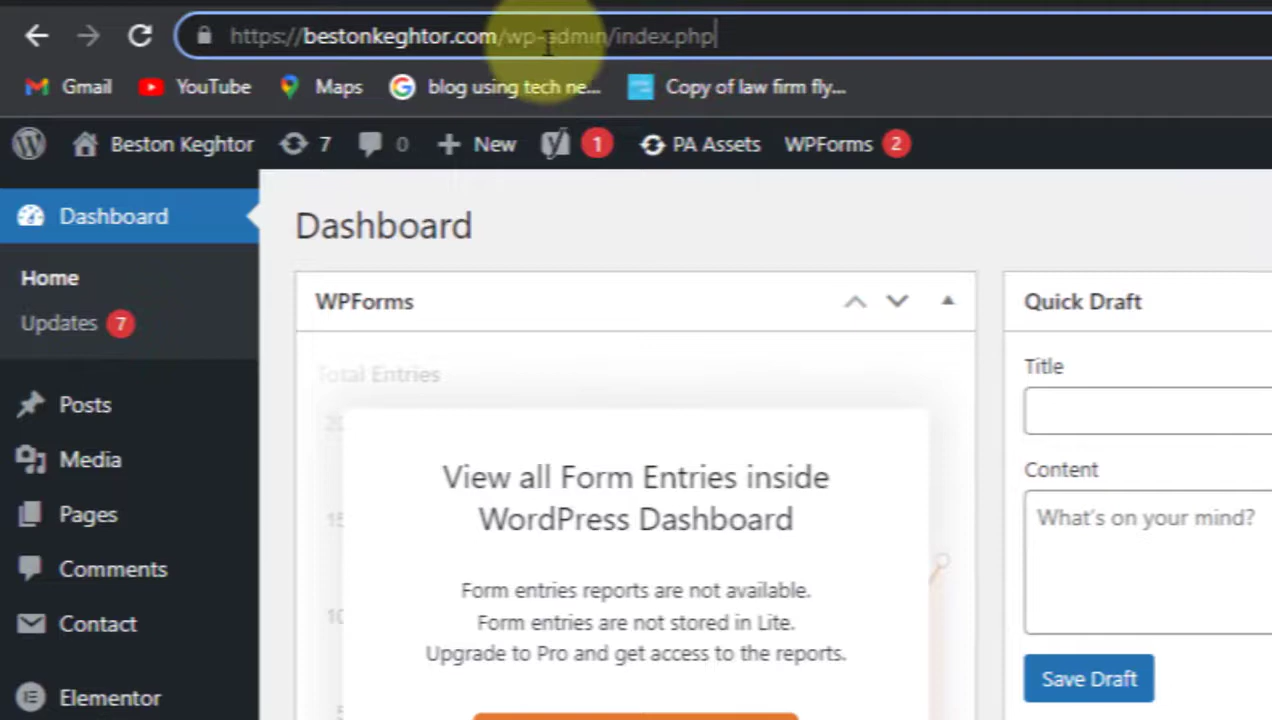 https://bestonkeghtor.com/wp-admin/index.php
Gmail YouTube Maps blog using tech ne... Copy of law firm fly...
Beston Keghtor 7 0 New 1 PA Assets WPForms 2
Dashboard
Home
Updates 7
Posts
Media
Pages
Comments
Contact
Elementor
Dashboard
WPForms
Total Entries
View all Form Entries inside
WordPress Dashboard
Form entries reports are not available.
Form entries are not stored in Lite.
Upgrade to Pro and get access to the reports.
Quick Draft
Title
Content
What's on your mind?
Save Draft